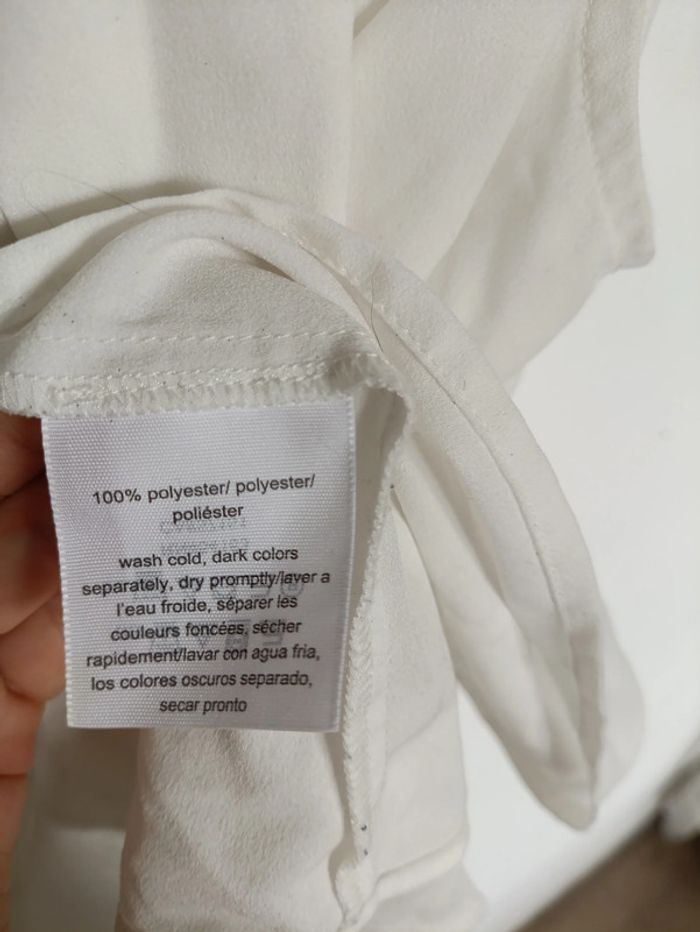 100% polyester/ polyester/
poliéster
wash cold, dark colors
separately, dry promptly/laver a
l'eau froide, séparer les
couleurs foncées, sécher
rapidement/lavar con agua fria,
los colores oscuros separado,
secar pronto